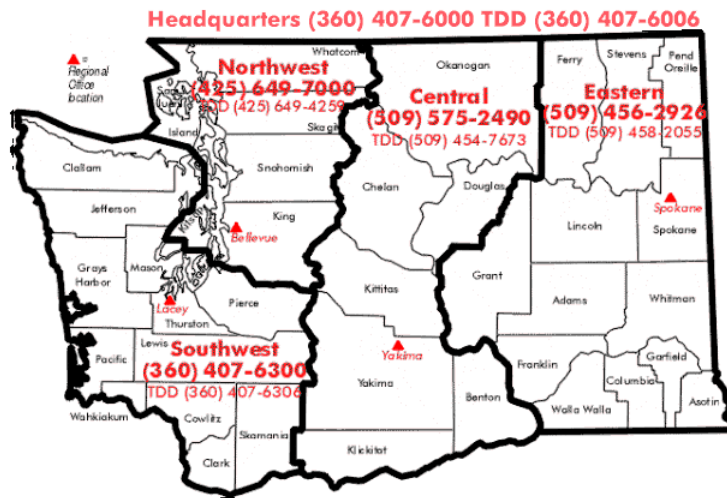 Headquarters (360) 407-6000 TDD (360) 407-6006
▲ =
Regional
Office
location
Whatcom
Northwest
(425) 649-7000
TDD (425) 649-4259
San
Juan
Island
Skagit
Snohomish
King
Kitsap
Bellevue
Okanogan
Central
(509) 575-2490
TDD (509) 454-7673
Chelan
Douglas
Kittitas
Yakima
Yakima
Benton
Klickitat
Ferry
Stevens
Pend
Oreille
Eastern
(509) 456-2926
TDD (509) 458-2055
Spokane
Lincoln
Spokane
Grant
Adams
Whitman
Franklin
Garfield
Columbia
Walla Walla
Asotin
Clallam
Jefferson
Grays
Harbor
Mason
Lacey
Thurston
Pierce
Pacific
Lewis
Southwest
(360) 407-6300
TDD (360) 407-6306
Wahkiakum
Cowlitz
Skamania
Clark